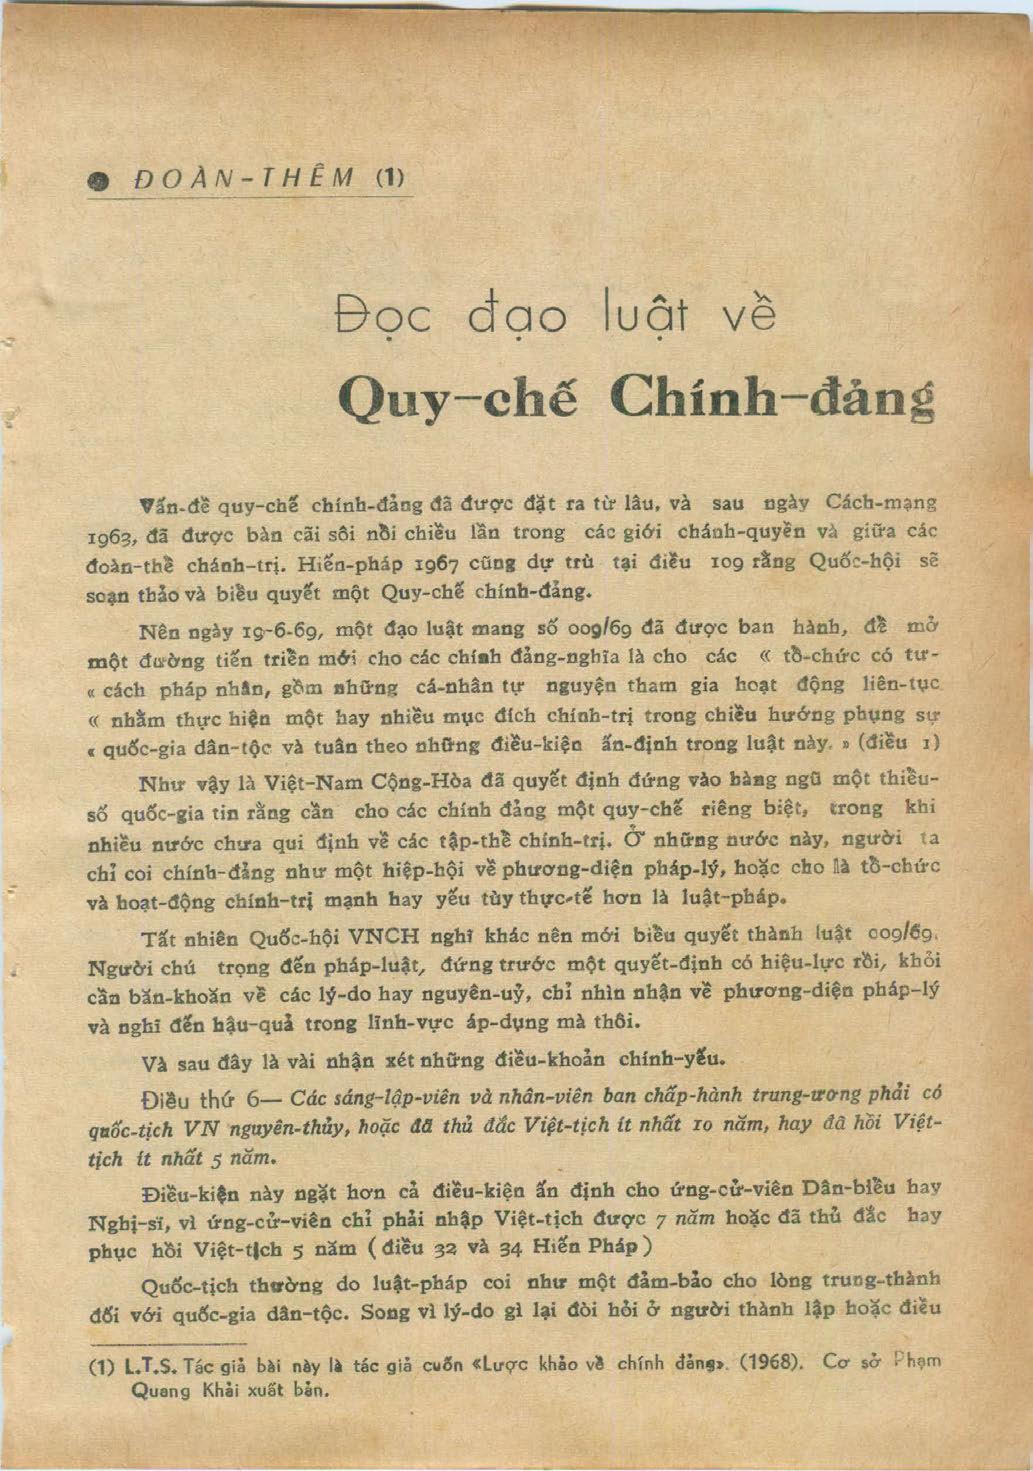 ● ĐOÀN-THÊM (1)
Đọc đạo luật về
Quy-chế Chính-đảng
Vấn-đề quy-chế chính-đảng đã được đặt ra từ lâu, và sau ngày Cách-mạng
1963, đã được bàn cãi sôi nổi chiều lần trong các giới chánh-quyền và giữa các
đoàn-thể chánh-trị. Hiến-pháp 1967 cũng dự trù tại điều 109 rằng Quốc-hội sẽ
soạn thảo và biểu quyết một Quy-chế chính-đảng.
Nên ngày 19-6-69, một đạo luật mang số 009/69 đã được ban hành, để mở
một đường tiến triển mới cho các chính đảng-nghĩa là cho các « tổ-chức có tư-
« cách pháp nhân, gồm những cá-nhân tự nguyện tham gia hoạt động liên-tục
« nhằm thực hiện một hay nhiều mục đích chính-trị trong chiều hướng phụng sự
« quốc-gia dân-tộc và tuân theo những điều-kiện ấn-định trong luật này. » (điều 1)
Như vậy là Việt-Nam Cộng-Hòa đã quyết định đứng vào hàng ngũ một thiểu-
số quốc-gia tin rằng cần cho các chính đảng một quy-chế riêng biệt, trong khi
nhiều nước chưa qui định về các tập-thể chính-trị. Ở những nước này, người ta
chỉ coi chính-đảng như một hiệp-hội về phương-diện pháp-lý, hoặc cho là tổ-chức
và hoạt-động chính-trị mạnh hay yếu tùy thực-tế hơn là luật-pháp.
Tất nhiên Quốc-hội VNCH nghĩ khác nên mới biểu quyết thành luật 009/69.
Người chú trọng đến pháp-luật, đứng trước một quyết-định có hiệu-lực rồi, khỏi
cần băn-khoăn về các lý-do hay nguyên-uỷ, chỉ nhìn nhận về phương-diện pháp-lý
và nghĩ đến hậu-quả trong lĩnh-vực áp-dụng mà thôi.
Và sau đây là vài nhận xét những điều-khoản chính-yếu.
Điều thứ 6— Các sáng-lập-viên và nhân-viên ban chấp-hành trung-ương phải có
quốc-tịch VN nguyên-thủy, hoặc đã thủ đắc Việt-tịch ít nhất 10 năm, hay đã hồi Việt-
tịch ít nhất 5 năm.
Điều-kiện này ngặt hơn cả điều-kiện ấn định cho ứng-cử-viên Dân-biểu hay
Nghị-sĩ, vì ứng-cử-viên chỉ phải nhập Việt-tịch được 7 năm hoặc đã thủ đắc hay
phục hồi Việt-tịch 5 năm ( điều 32 và 34 Hiến Pháp )
Quốc-tịch thường do luật-pháp coi như một đảm-bảo cho lòng trung-thành
đối với quốc-gia dân-tộc. Song vì lý-do gì lại đòi hỏi ở người thành lập hoặc điều
(1) L.T.S. Tác giả bài này là tác giả cuốn «Lược khảo về chính đảng». (1968). Cơ sở Phạm
Quang Khải xuất bản.